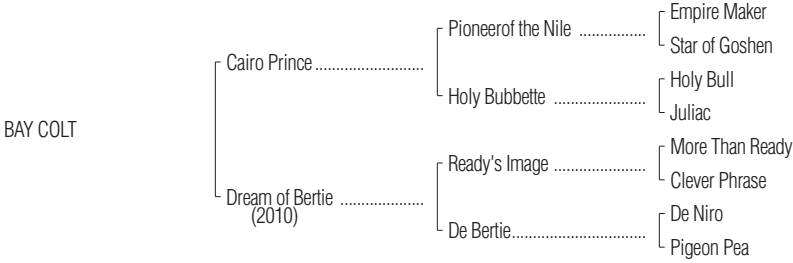 Empire Maker
Pioneerof the Nile ................
Star of Goshen
Cairo Prince ..........................
Holy Bull
Holy Bubbette ......................
Juliac
BAY COLT
More Than Ready
Ready's Image ......................
Clever Phrase
Dream of Bertie ....................
(2010)
De Niro
De Bertie................................
Pigeon Pea